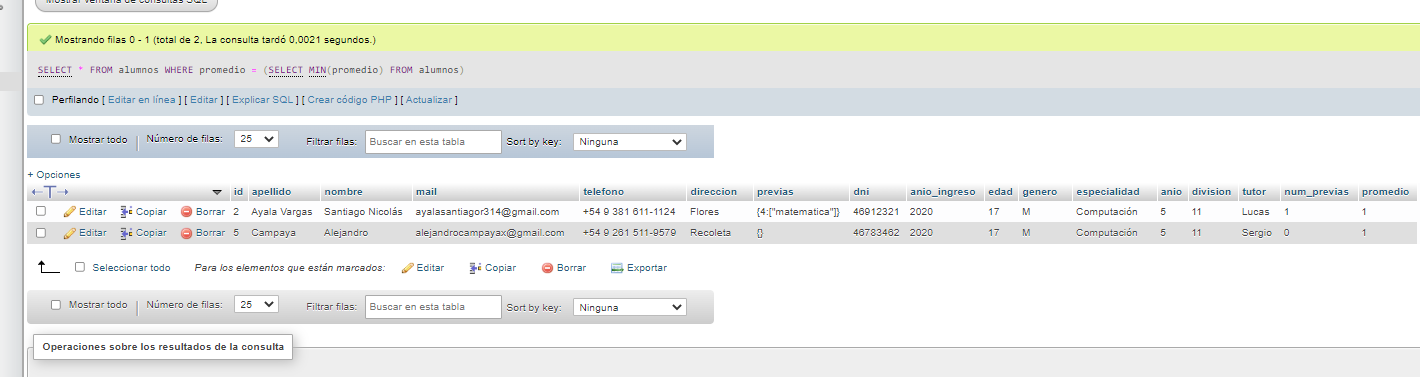 Mostrar ventana de consultas SQL
Mostrando filas 0 - 1 (total de 2, La consulta tardó 0,0021 segundos.)
SELECT * FROM alumnos WHERE promedio = (SELECT MIN(promedio) FROM alumnos)
Perfilando [ Editar en línea ] [ Editar ] [ Explicar SQL ] [ Crear código PHP ] [ Actualizar ]
Mostrar todo Número de filas: 25 Filtrar filas: Buscar en esta tabla Sort by key: Ninguna
+ Opciones
←T→ id apellido nombre mail telefono direccion previas dni anio_ingreso edad genero especialidad anio division tutor num_previas promedio
Editar Copiar Borrar 2 Ayala Vargas Santiago Nicolás ayalasantiagor314@gmail.com +54 9 381 611-1124 Flores {4:["matematica"]} 46912321 2020 17 M Computación 5 11 Lucas 1 1
Editar Copiar Borrar 5 Campaya Alejandro alejandrocampayax@gmail.com +54 9 261 511-9579 Recoleta {} 46783462 2020 17 M Computación 5 11 Sergio 0 1
Seleccionar todo Para los elementos que están marcados: Editar Copiar Borrar Exportar
Mostrar todo Número de filas: 25 Filtrar filas: Buscar en esta tabla Sort by key: Ninguna
Operaciones sobre los resultados de la consulta